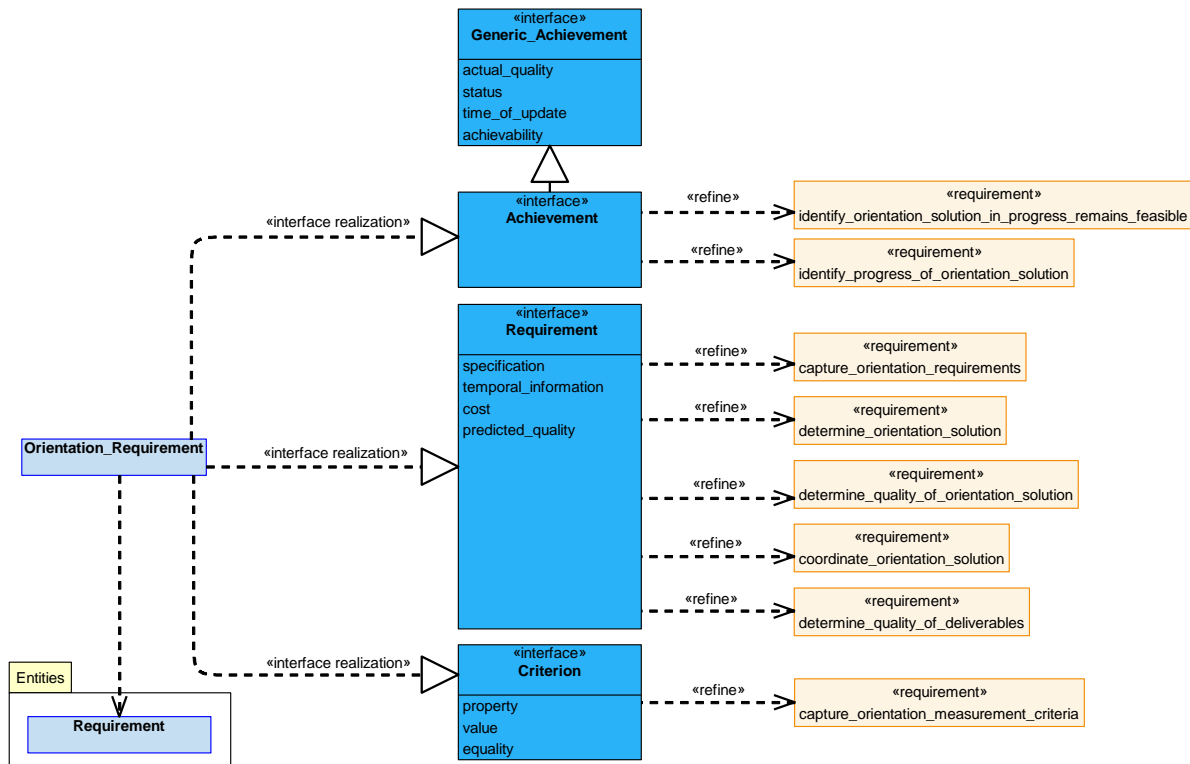 «interface»
Generic_Achievement
actual_quality
status
time_of_update
achievability
«interface»
Achievement
«interface realization»
«refine»
«requirement»
identify_orientation_solution_in_progress_remains_feasible
«refine»
«requirement»
identify_progress_of_orientation_solution
«interface»
Requirement
specification
temporal_information
cost
predicted_quality
«refine»
«requirement»
capture_orientation_requirements
«refine»
«requirement»
determine_orientation_solution
Orientation_Requirement
«interface realization»
«refine»
«requirement»
determine_quality_of_orientation_solution
«refine»
«requirement»
coordinate_orientation_solution
«refine»
«requirement»
determine_quality_of_deliverables
«interface»
Criterion
property
value
equality
«interface realization»
«refine»
«requirement»
capture_orientation_measurement_criteria
Entities
Requirement